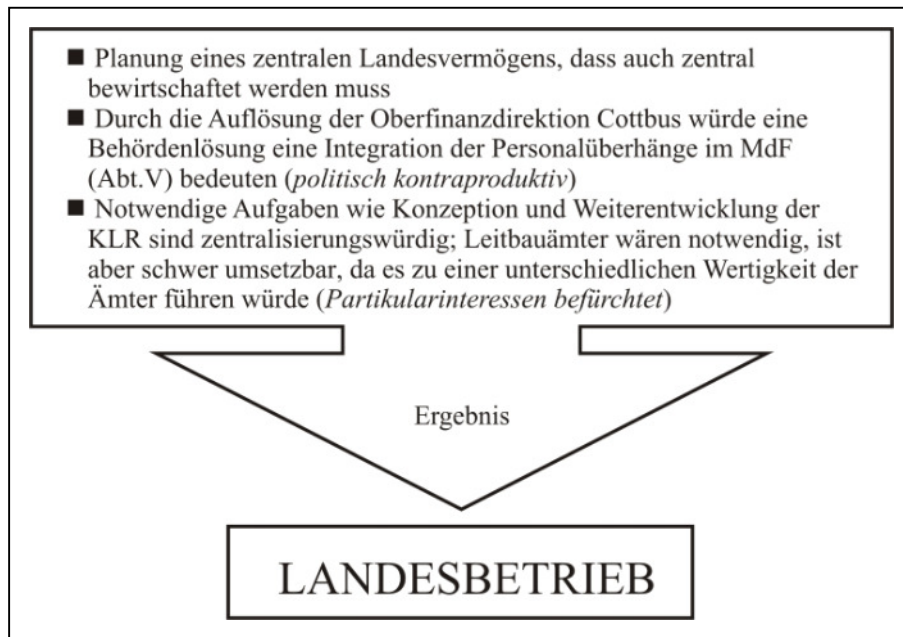 ■ Planung eines zentralen Landesvermögens, dass auch zentral
bewirtschaftet werden muss
■ Durch die Auflösung der Oberfinanzdirektion Cottbus würde eine
Behördenlösung eine Integration der Personalüberhänge im MdF
(Abt.V) bedeuten (politisch kontraproduktiv)
■ Notwendige Aufgaben wie Konzeption und Weiterentwicklung der
KLR sind zentralisierungswürdig; Leitbauämter wären notwendig, ist
aber schwer umsetzbar, da es zu einer unterschiedlichen Wertigkeit der
Ämter führen würde (Partikularinteressen befürchtet)
Ergebnis
LANDESBETRIEB